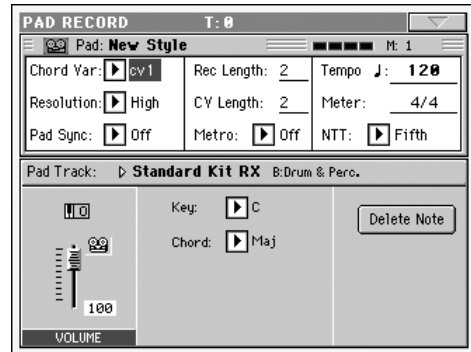 PAD RECORD T: 0
Pad: New Style M: 1
Chord Var: cv1 Rec Length: 2 Tempo ♩: 120
Resolution: High CV Length: 2 Meter: 4/4
Pad Sync: Off Metro: Off NTT: Fifth
Pad Track: Standard Kit RX B:Drum & Perc.
Key: C
Delete Note
Chord: Maj
100
VOLUME